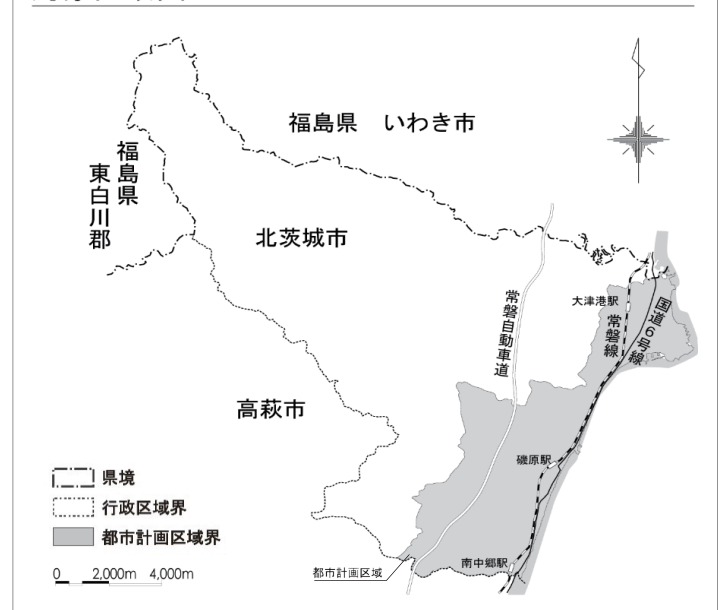 福島県 いわき市
福島県
東白川郡
北茨城市
大津港駅
国道6号線
常磐線
常磐自動車道
高萩市
磯原駅
県境
行政区域界
都市計画区域界
南中郷駅
都市計画区域
0 2,000m 4,000m